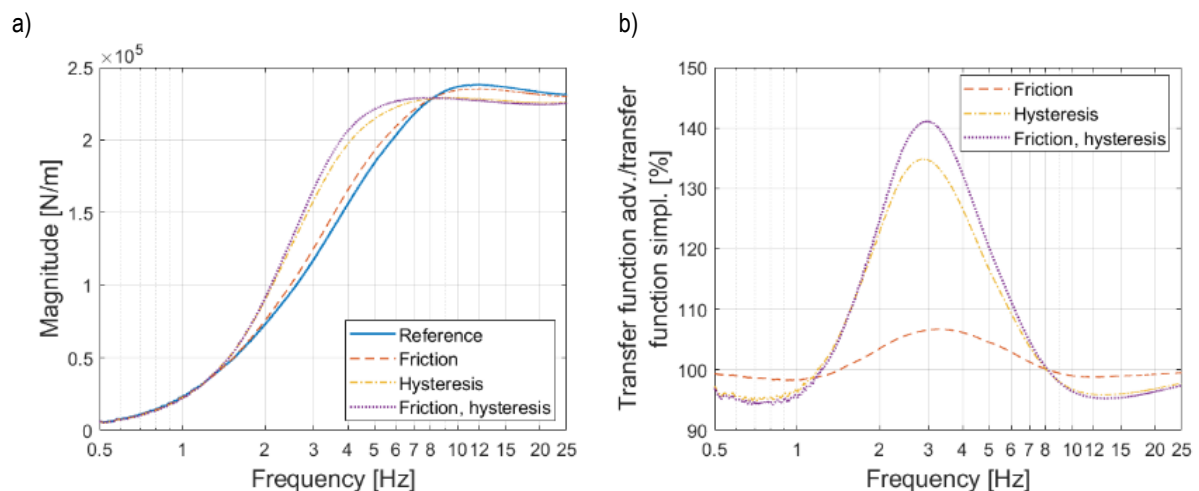 a)
×10⁵
2.5
2
1.5
1
0.5
0
Magnitude [N/m]
0.5 1 2 3 4 5 6 7 8 10 12 15 20 25
Frequency [Hz]
Reference
Friction
Hysteresis
Friction, hysteresis
b)
150
140
130
120
110
100
90
Transfer function adv./transfer
function simpl. [%]
0.5 1 2 3 4 5 6 7 8 10 12 15 20 25
Frequency [Hz]
Friction
Hysteresis
Friction, hysteresis